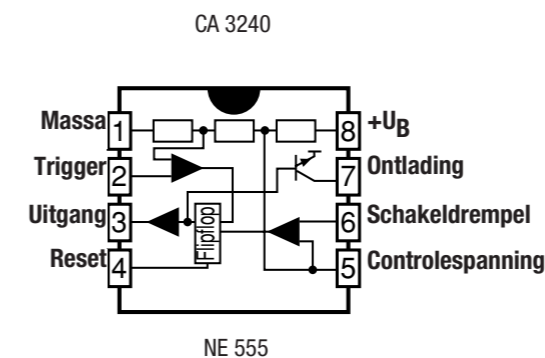 CA 3240
Massa 1 8 +UB
Trigger 2 7 Ontlading
Uitgang 3 Flipflop 6 Schakeldrempel
Reset 4 5 Controlespanning
NE 555